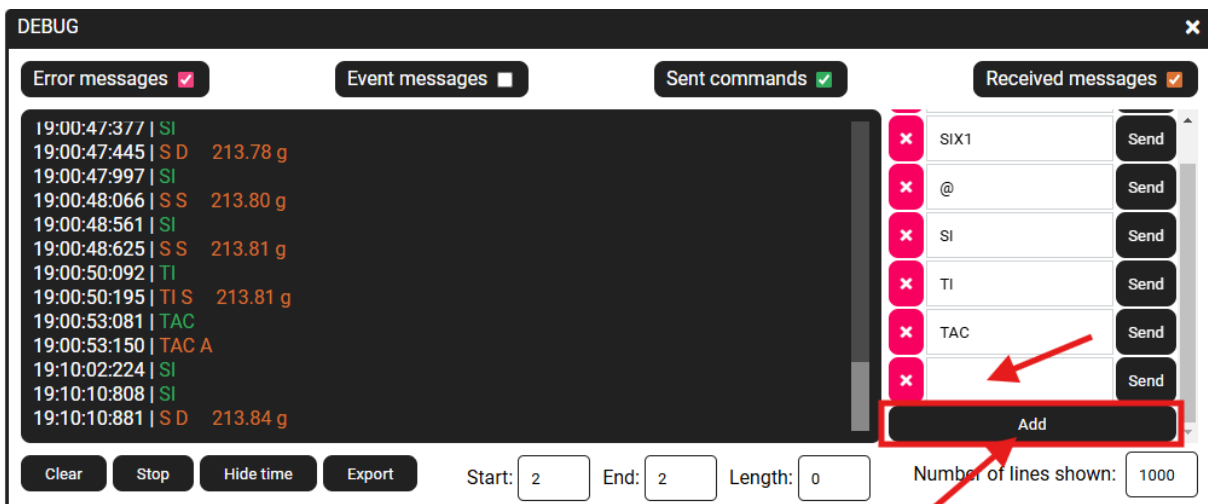 DEBUG
Error messages
Event messages
Sent commands
Received messages
19:00:47:377 | SI
19:00:47:445 | S D 213.78 g
19:00:47:997 | SI
19:00:48:066 | S S 213.80 g
19:00:48:561 | SI
19:00:48:625 | S S 213.81 g
19:00:50:092 | TI
19:00:50:195 | TI S 213.81 g
19:00:53:081 | TAC
19:00:53:150 | TAC A
19:10:02:224 | SI
19:10:10:808 | SI
19:10:10:881 | S D 213.84 g
SIX1 Send
@ Send
SI Send
TI Send
TAC Send
Send
Add
Clear Stop Hide time Export Start: 2 End: 2 Length: 0 Number of lines shown: 1000